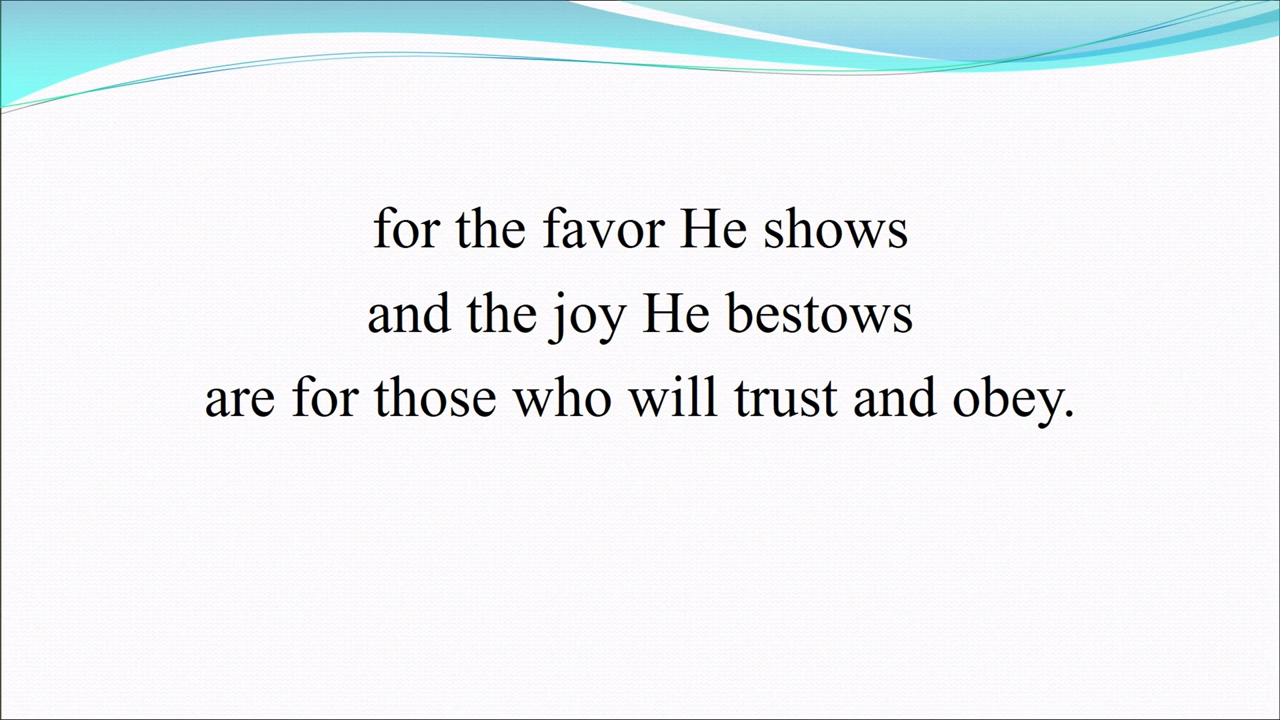 for the favor He shows
and the joy He bestows
are for those who will trust and obey.